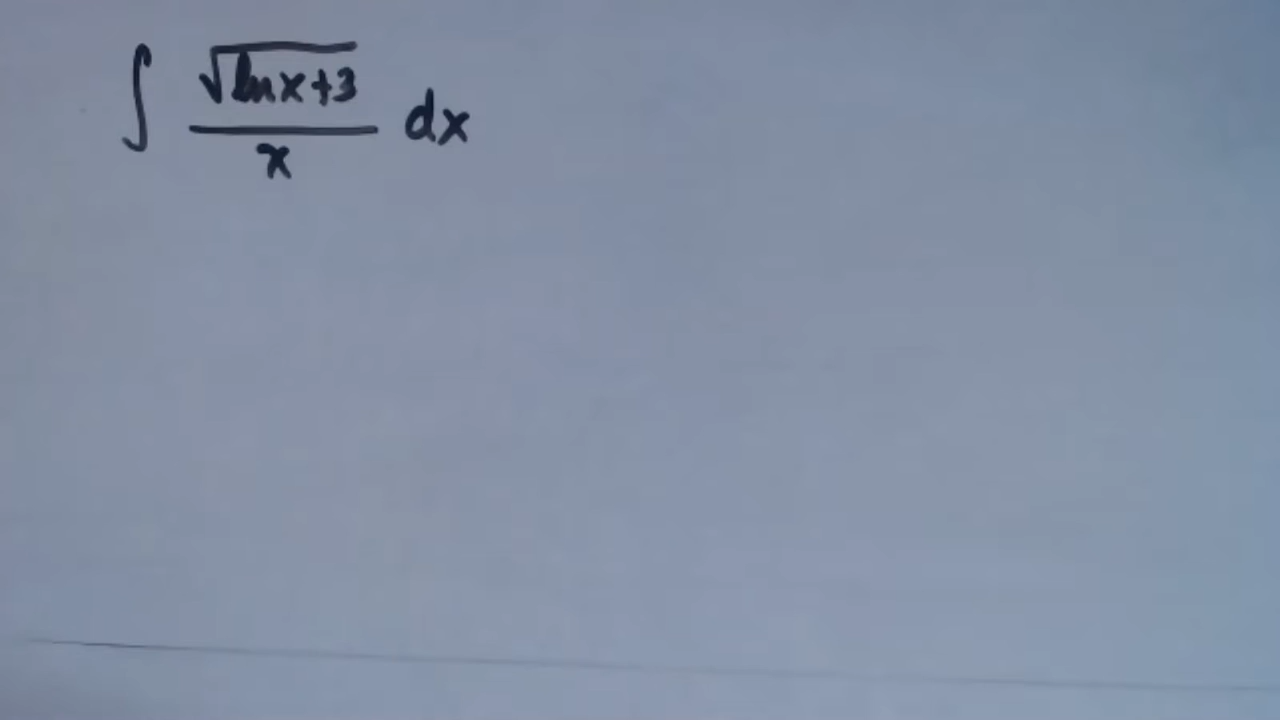 ∫ √(ln x+3) / x dx